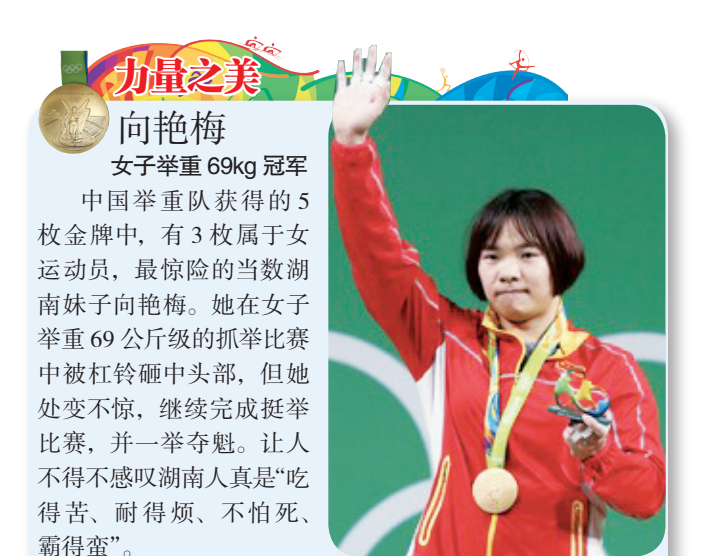 力量之美
向艳梅
女子举重 69kg 冠军
中国举重队获得的 5
枚金牌中，有 3 枚属于女
运动员，最惊险的当数湖
南妹子向艳梅。她在女子
举重 69 公斤级的抓举比赛
中被杠铃砸中头部，但她
处变不惊，继续完成挺举
比赛，并一举夺魁。让人
不得不感叹湖南人真是“吃
得苦、耐得烦、不怕死、
霸得蛮”。